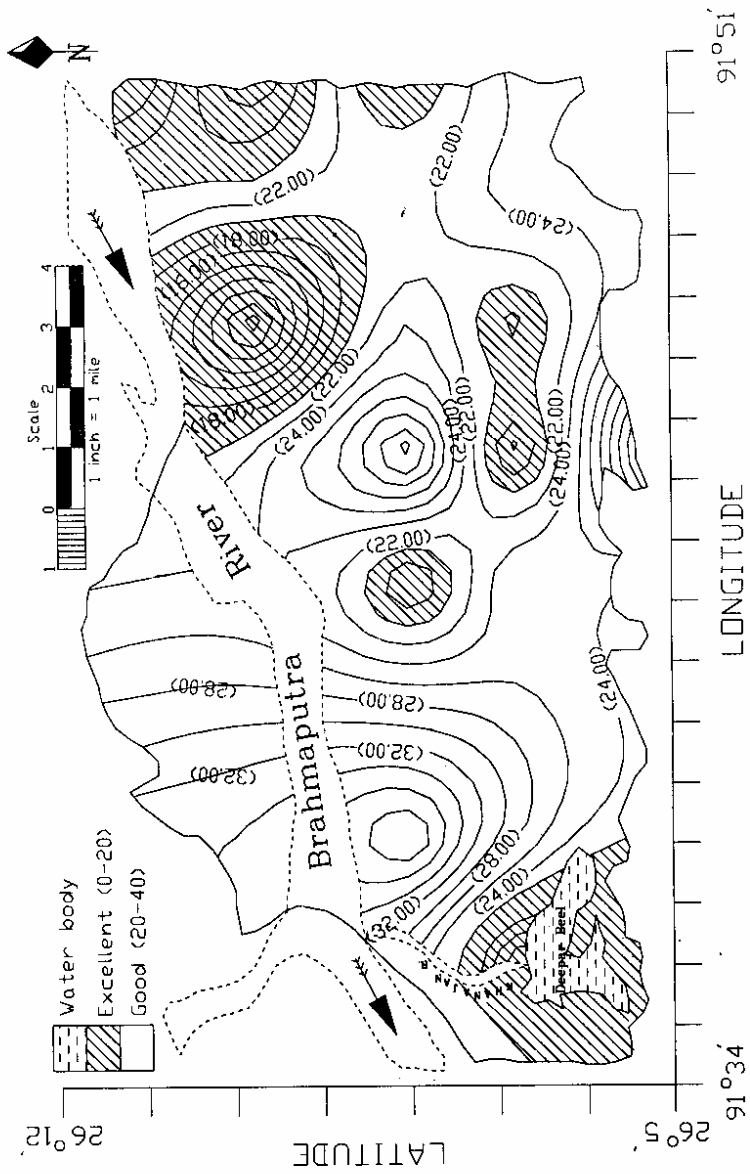 Water body
Excellent (0-20)
Good (20-40)
Scale
1 0 1 2 3 4
1 inch = 1 mile
N
Brahmaputra
River
Deepar Beel
(32.00)
(28.00)
(32.00)
(28.00)
(32.00)
(28.00)
(24.00)
(24.00)
(22.00)
(24.00)
(22.00)
(18.00)
(16.00)
(18.00)
(22.00)
(24.00)
(22.00)
(22.00)
(24.00)
(22.00)
(24.00)
LATITUDE
26°12'
26°5'
LONGITUDE
91°34'
91°51'